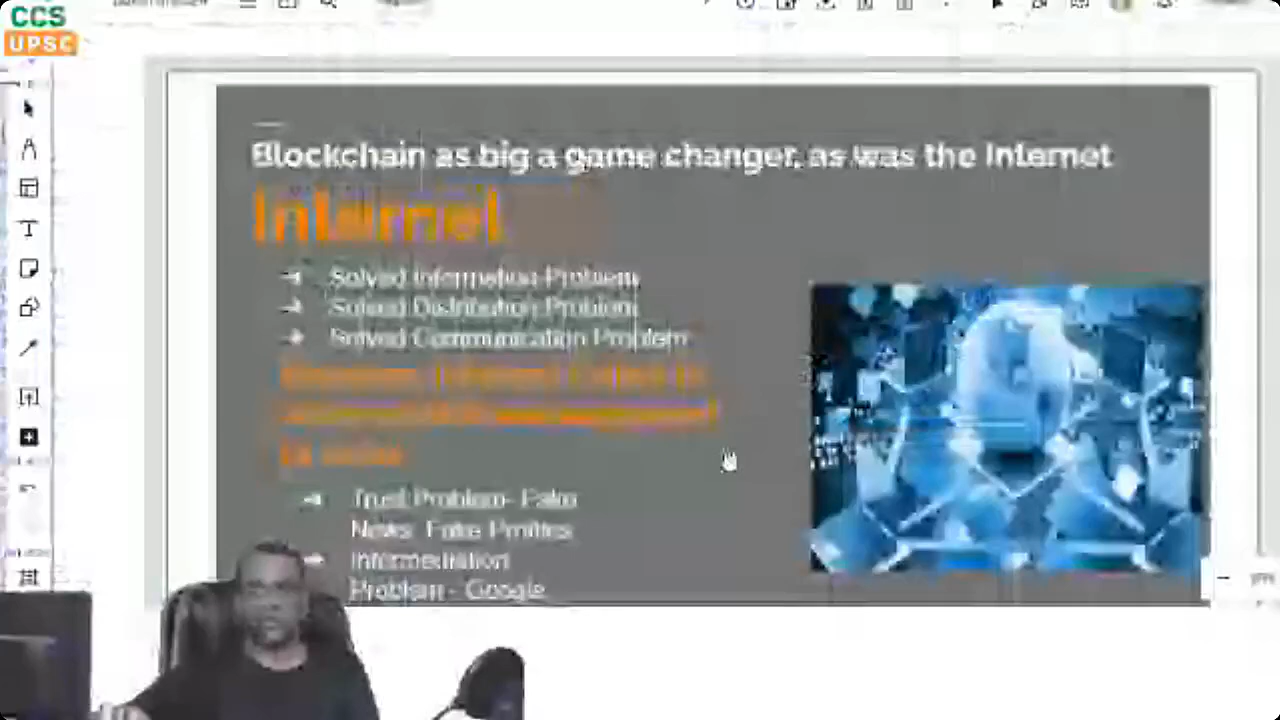 CCS
UPSC
Blockchain as big a game changer, as was the Internet
Internet
Solved Information Problem
Solved Distribution Problem
Solved Communication Problem
Trust Problem- Fake
News, Fake Profiles
Intermediation
Problem - Google